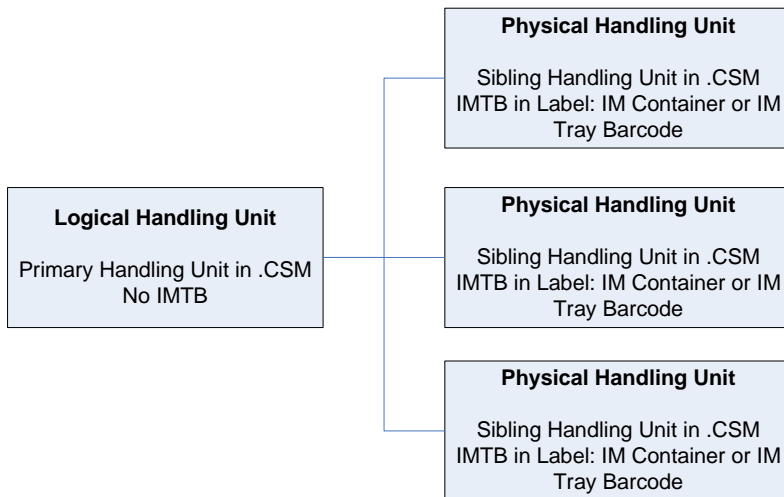 Physical Handling Unit
Sibling Handling Unit in .CSM
IMTB in Label: IM Container or IM
Tray Barcode
Logical Handling Unit
Primary Handling Unit in .CSM
No IMTB
Physical Handling Unit
Sibling Handling Unit in .CSM
IMTB in Label: IM Container or IM
Tray Barcode
Physical Handling Unit
Sibling Handling Unit in .CSM
IMTB in Label: IM Container or IM
Tray Barcode